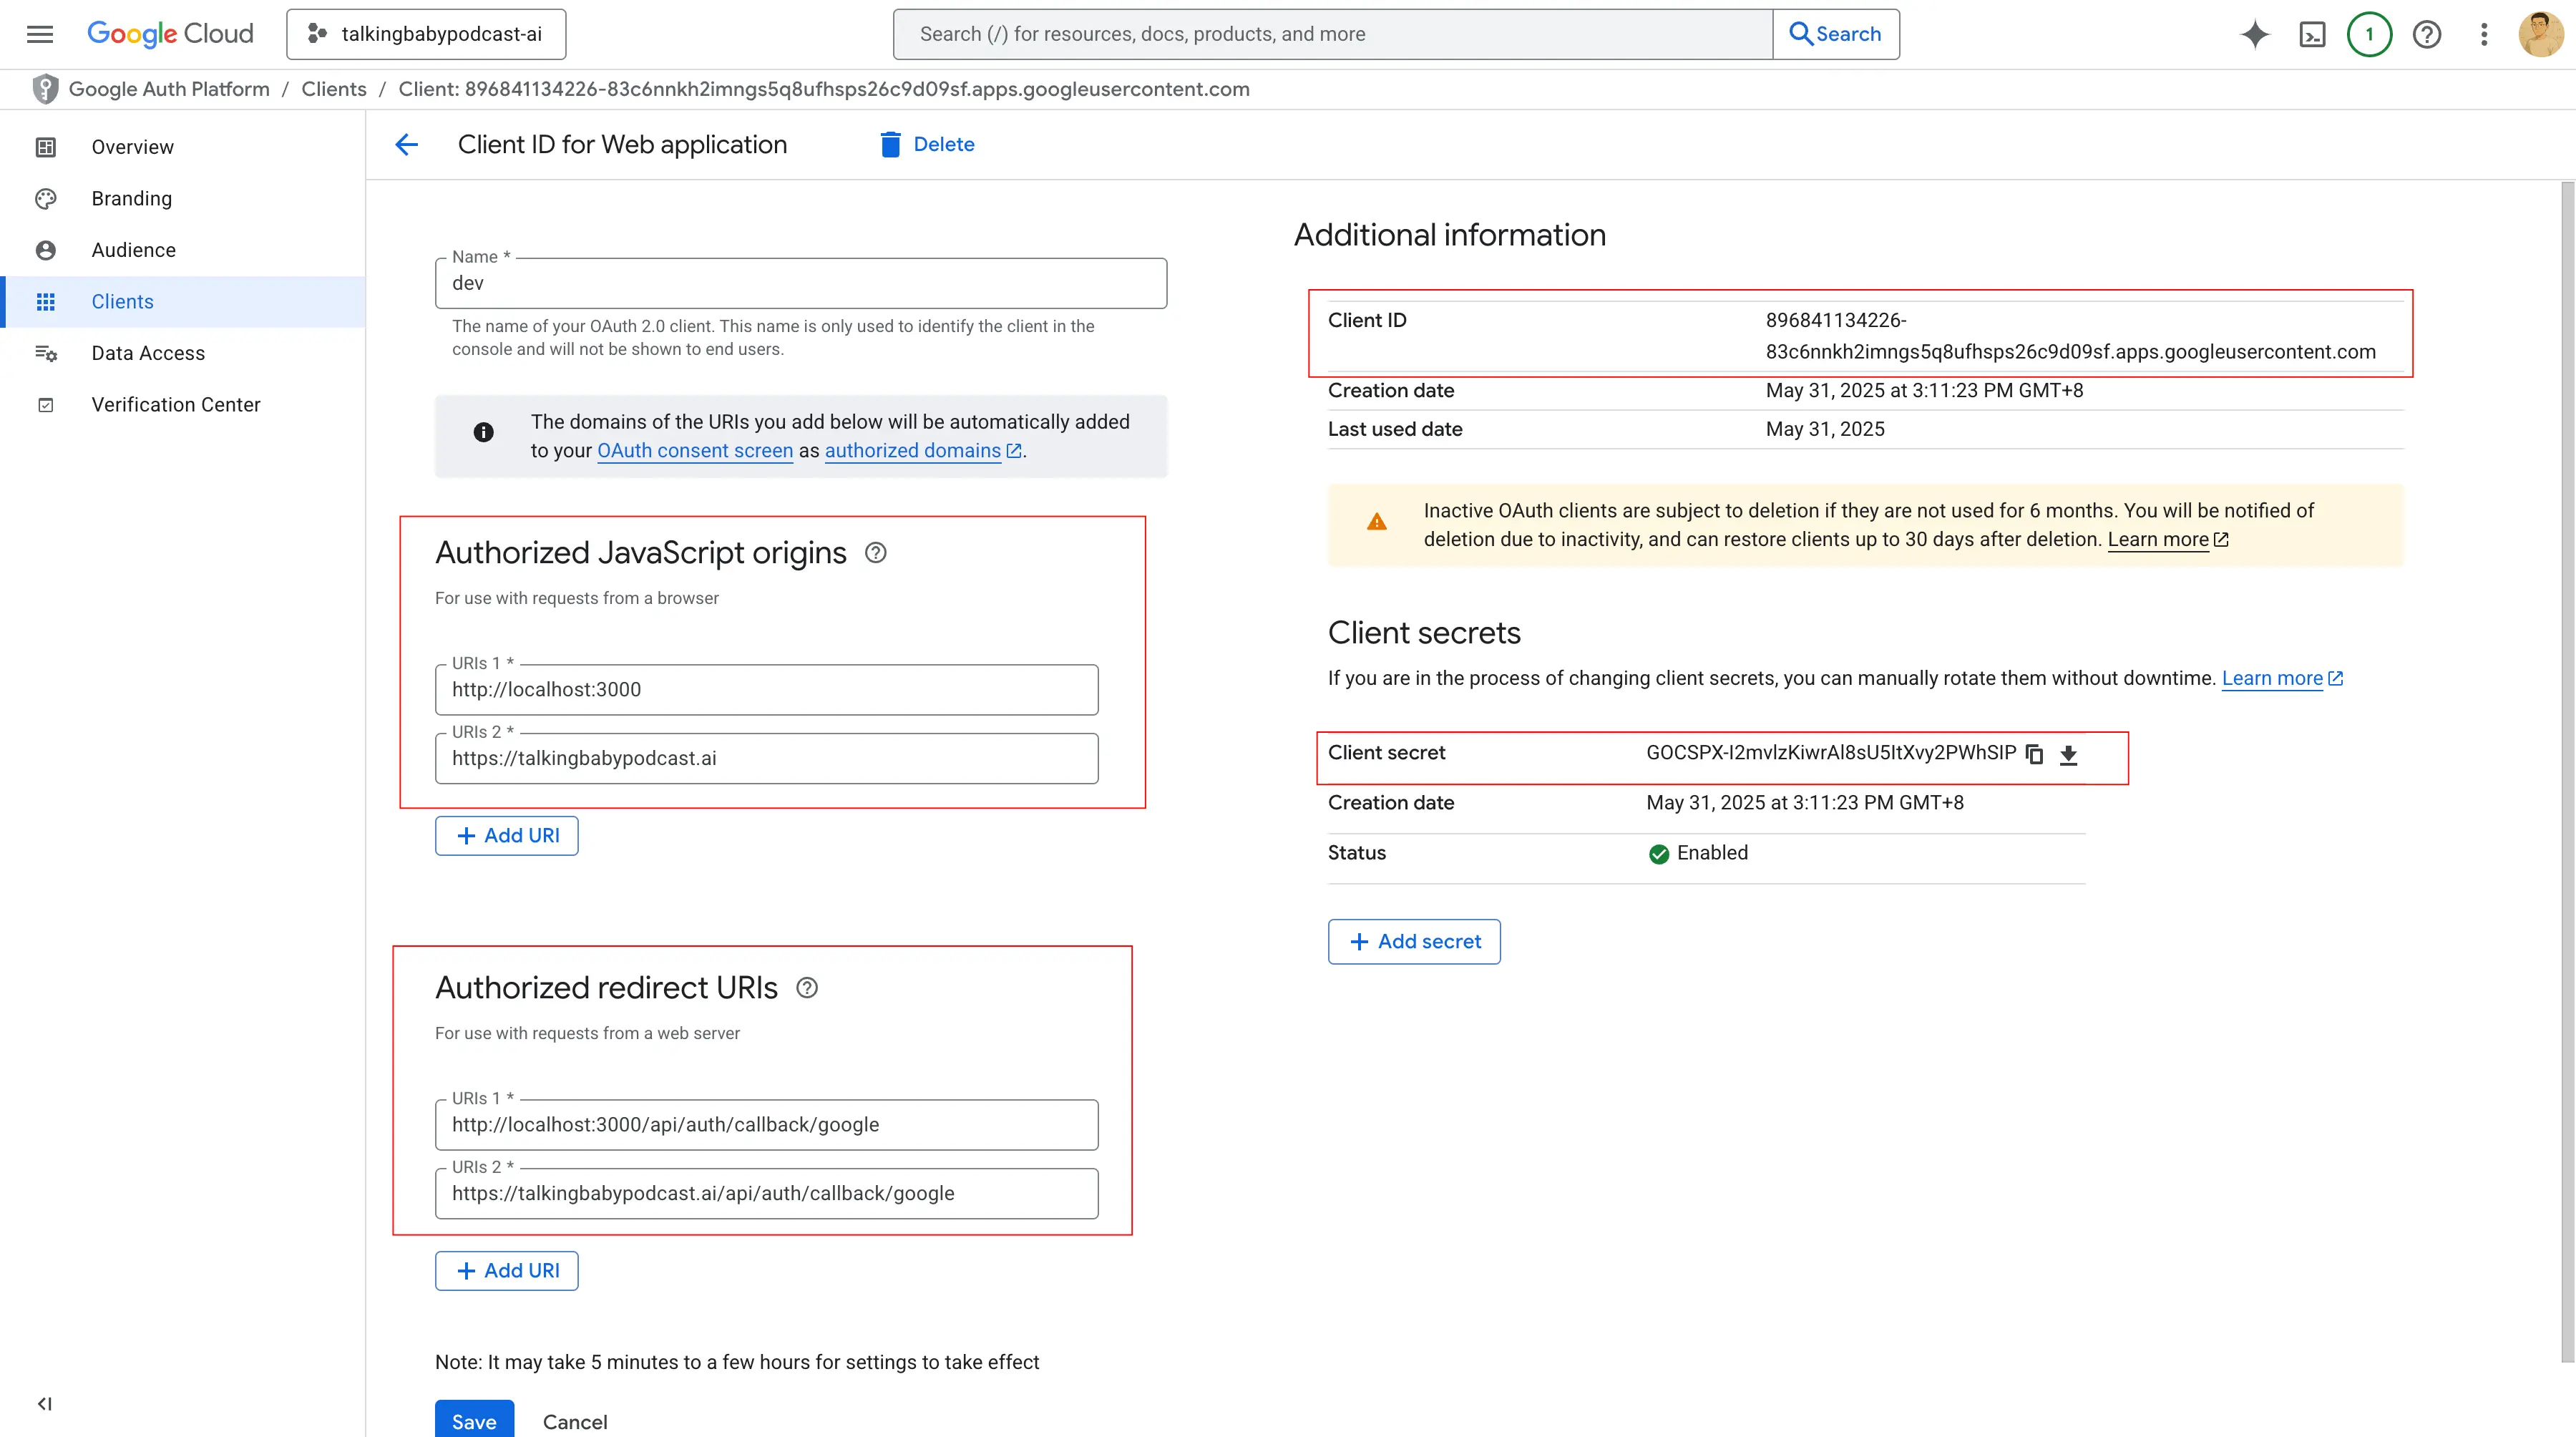 Google Cloud
talkingbabypodcast-ai
Search (/) for resources, docs, products, and more
Search
1
Google Auth Platform / Clients / Client: 896841134226-83c6nnkh2imngs5q8ufhsps26c9d09sf.apps.googleusercontent.com
Overview
Branding
Audience
Clients
Data Access
Verification Center
Client ID for Web application
Delete
Name *
dev
The name of your OAuth 2.0 client. This name is only used to identify the client in the
console and will not be shown to end users.
The domains of the URIs you add below will be automatically added
to your OAuth consent screen as authorized domains.
Authorized JavaScript origins
For use with requests from a browser
URIs 1 *
http://localhost:3000
URIs 2 *
https://talkingbabypodcast.ai
+ Add URI
Authorized redirect URIs
For use with requests from a web server
URIs 1 *
http://localhost:3000/api/auth/callback/google
URIs 2 *
https://talkingbabypodcast.ai/api/auth/callback/google
+ Add URI
Note: It may take 5 minutes to a few hours for settings to take effect
Save
Cancel
Additional information
Client ID
896841134226-
83c6nnkh2imngs5q8ufhsps26c9d09sf.apps.googleusercontent.com
Creation date
May 31, 2025 at 3:11:23 PM GMT+8
Last used date
May 31, 2025
Inactive OAuth clients are subject to deletion if they are not used for 6 months. You will be notified of
deletion due to inactivity, and can restore clients up to 30 days after deletion. Learn more
Client secrets
If you are in the process of changing client secrets, you can manually rotate them without downtime. Learn more
Client secret
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
Creation date
May 31, 2025 at 3:11:23 PM GMT+8
Status
Enabled
+ Add secret